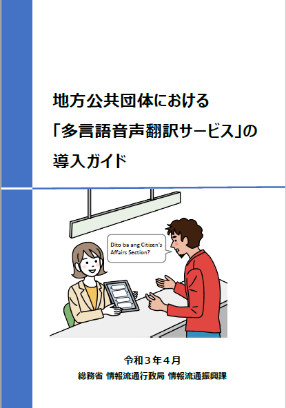 地方公共団体における
「多言語音声翻訳サービス」の
導入ガイド
Dito ba ang Citizen's
Affairs Section?
令和３年４月
総務省 情報流通行政局 情報流通振興課